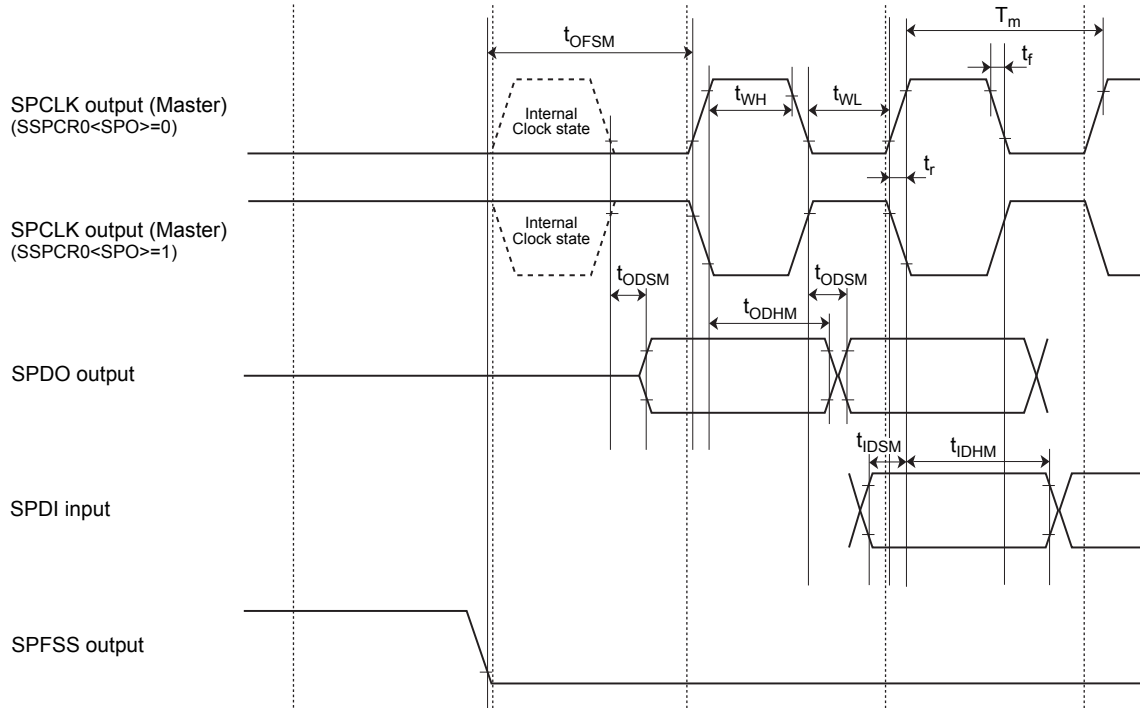 T_m
t_OFSM
t_f
SPCLK output (Master)
(SSPCR0<SPO>=0)
Internal
Clock state
t_WH
t_WL
t_r
SPCLK output (Master)
(SSPCR0<SPO>=1)
Internal
Clock state
t_ODSM
t_ODSM
t_ODHM
SPDO output
t_IDSM
t_IDHM
SPDI input
SPFSS output